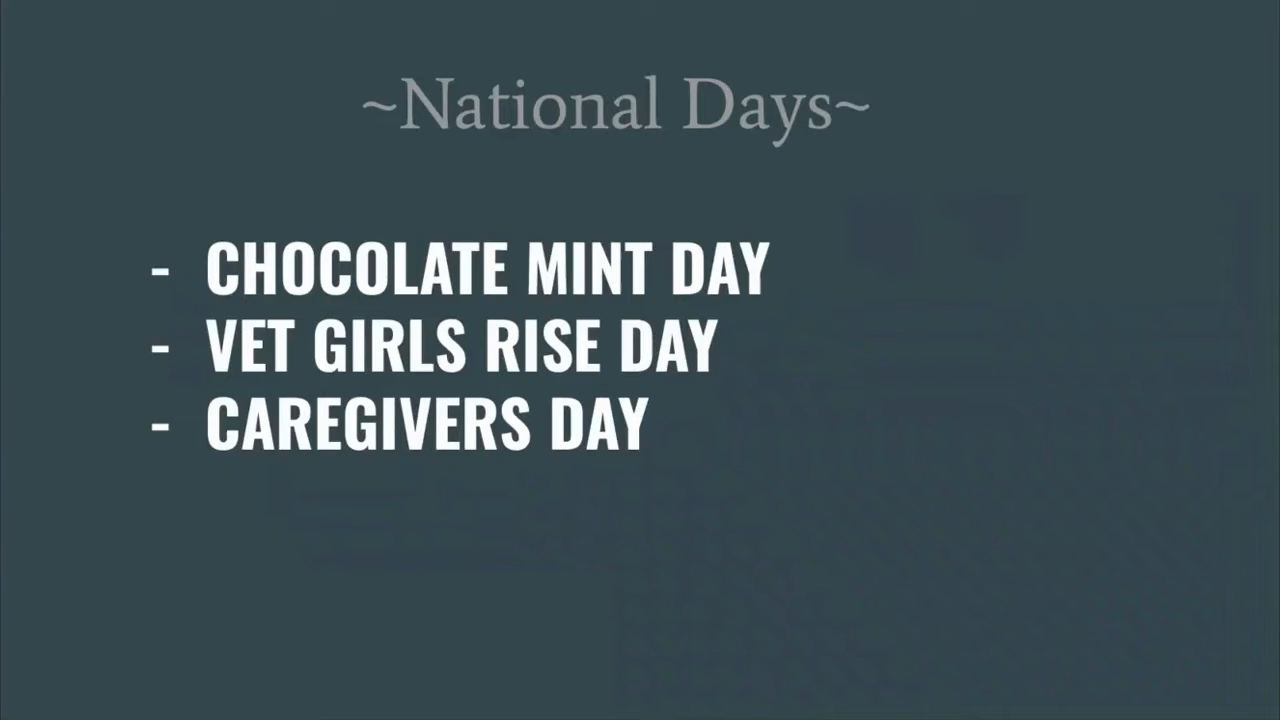 ~National Days~
- CHOCOLATE MINT DAY
- VET GIRLS RISE DAY
- CAREGIVERS DAY